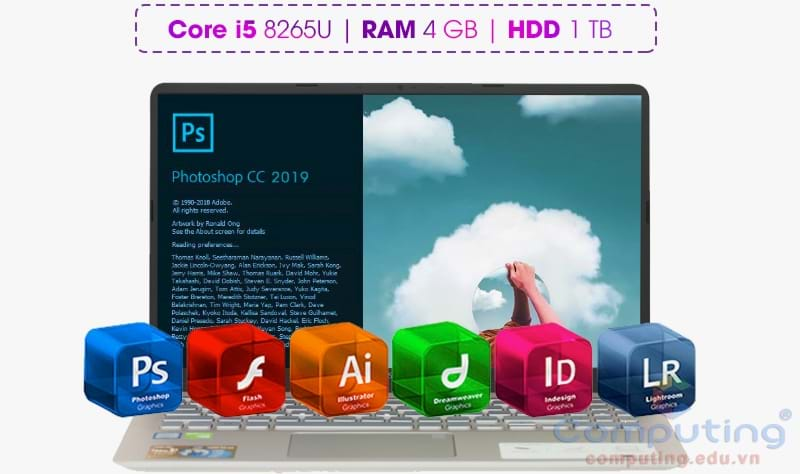 Core i5 8265U | RAM 4 GB | HDD 1 TB
Ps
Photoshop CC 2019
© 1990-2018 Adobe.
All rights reserved.
Artwork by Ronald Ong
See the About screen for details
Reading preferences...
Thomas Knoll, Seetharaman Narayanan, Russell Williams,
Jackie Lincoln-Owyang, Alan Erickson, Ivy Mak, Sarah Kong,
Jerry Harris, Mike Shaw, Thomas Ruark, David Mohr, Yukie
Takahashi, David Dobish, Steven E. Snyder, John Peterson,
Adam Jerugim, Tom Attix, Judy Severance, Yuko Kagita,
Foster Brereton, Meredith Stotzner, Tai Luxon, Vinod
Balakrishnan, Tim Wright, Maria Yap, Pam Clark, Dave
Polaschek, Kyoko Itoda, Kellisa Sandoval, Steve Guilhamet,
Daniel Presedo, Sarah Stuckey, David Hackel, Eric Floch,
Kevin
Ps
Photoshop
Graphics
Flash
Graphics
Ai
Illustrator
Graphics
Dreamweaver
Graphics
ID
Indesign
Graphics
LR
Lightroom
Graphics
Computing®
computing.edu.vn